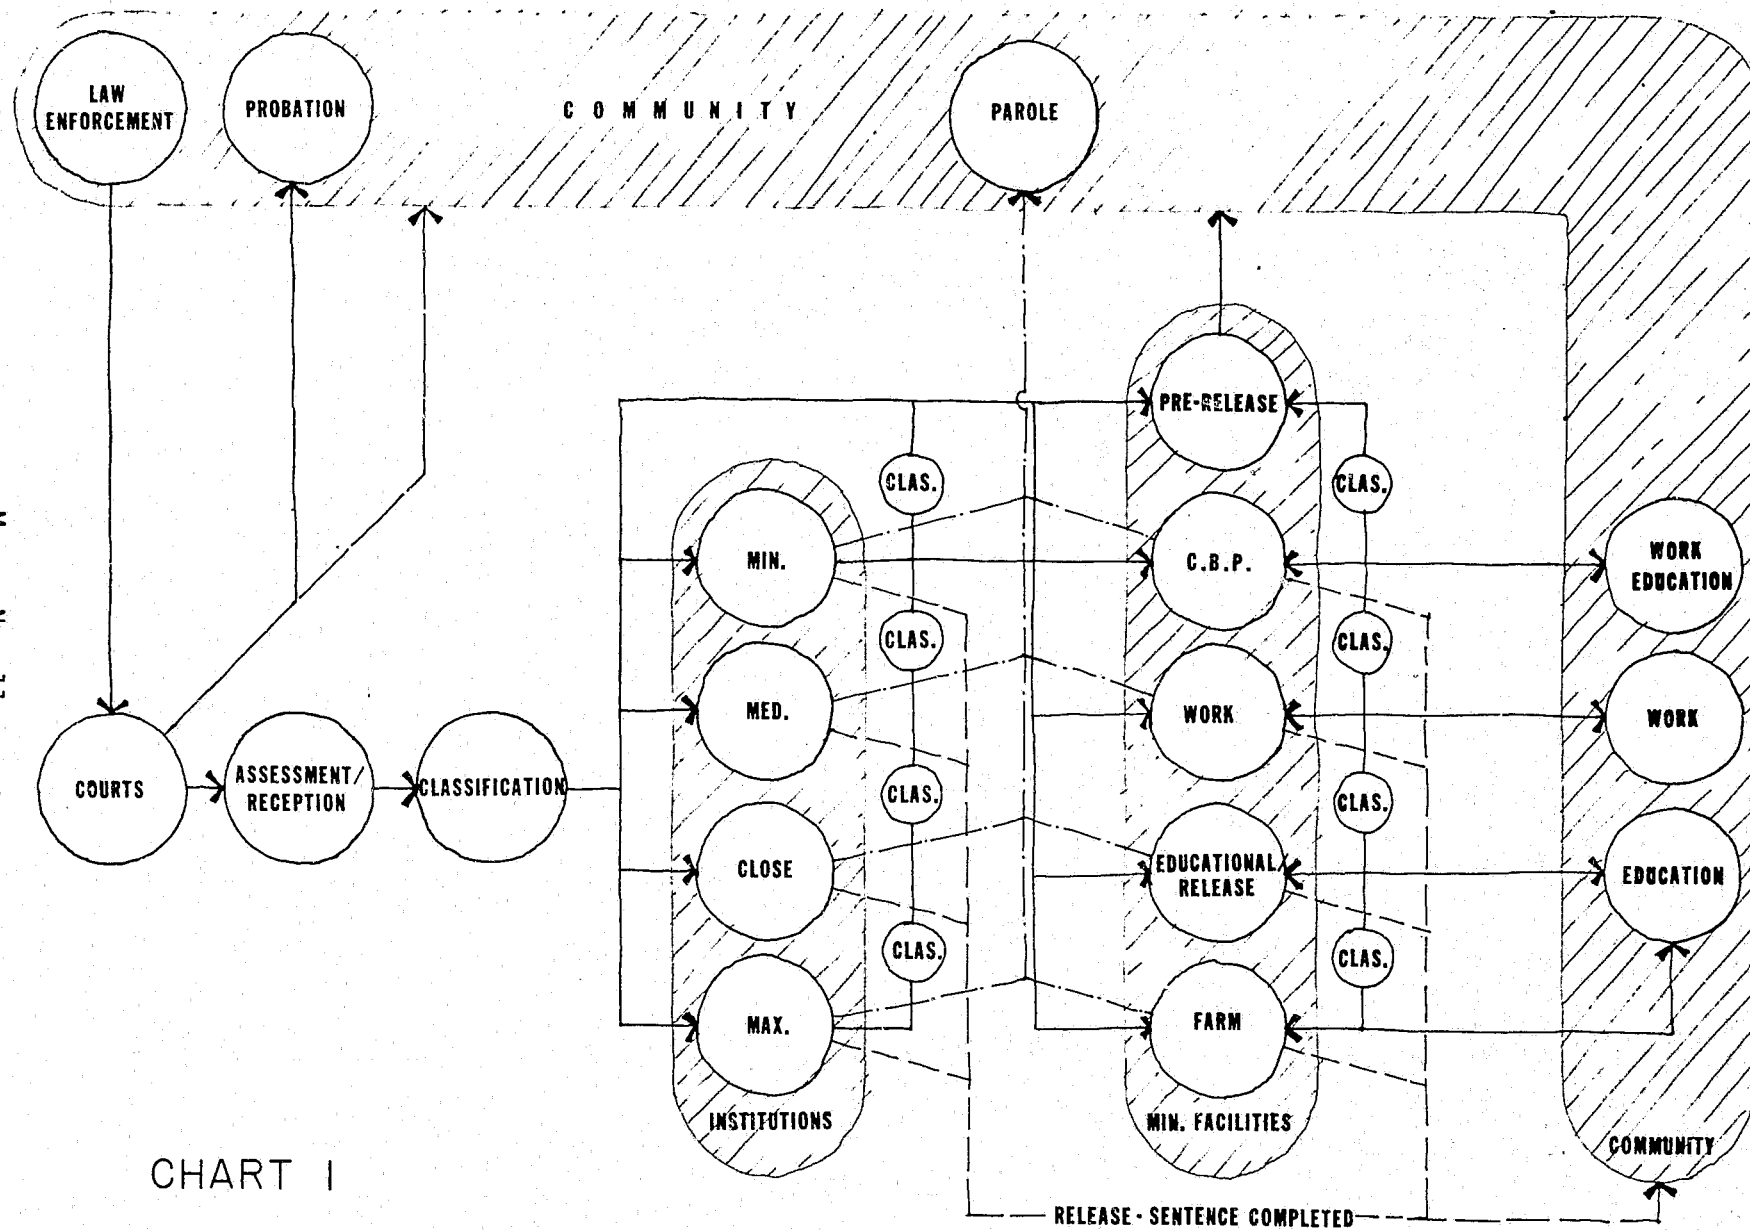 LAW
ENFORCEMENT
PROBATION
COMMUNITY
PAROLE
PRE-RELEASE
CLAS.
CLAS.
MIN.
C.B.P.
WORK
EDUCATION
CLAS.
CLAS.
MED.
WORK
WORK
COURTS
ASSESSMENT/
RECEPTION
CLASSIFICATION
CLAS.
CLAS.
CLOSE
EDUCATIONAL/
RELEASE
EDUCATION
CLAS.
CLAS.
MAX.
FARM
INSTITUTIONS
MIN. FACILITIES
COMMUNITY
CHART 1
RELEASE - SENTENCE COMPLETED